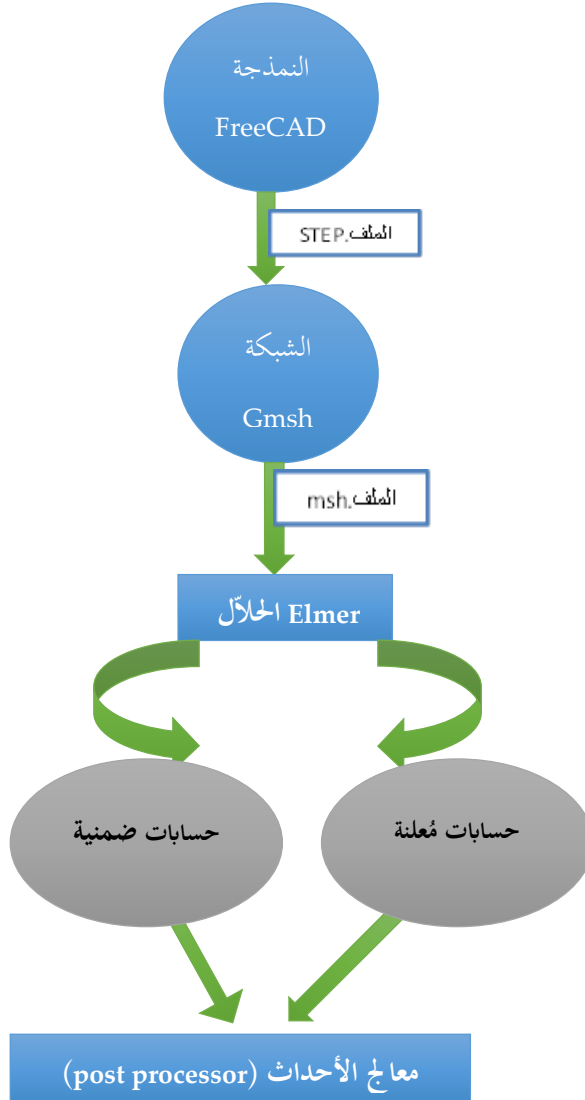 النمذجة
FreeCAD
الملف.STEP
الشبكة
Gmsh
الملف.msh
Elmer الحلاّل
حسابات مُعلنة
حسابات ضمنية
معالج الأحداث (post processor)